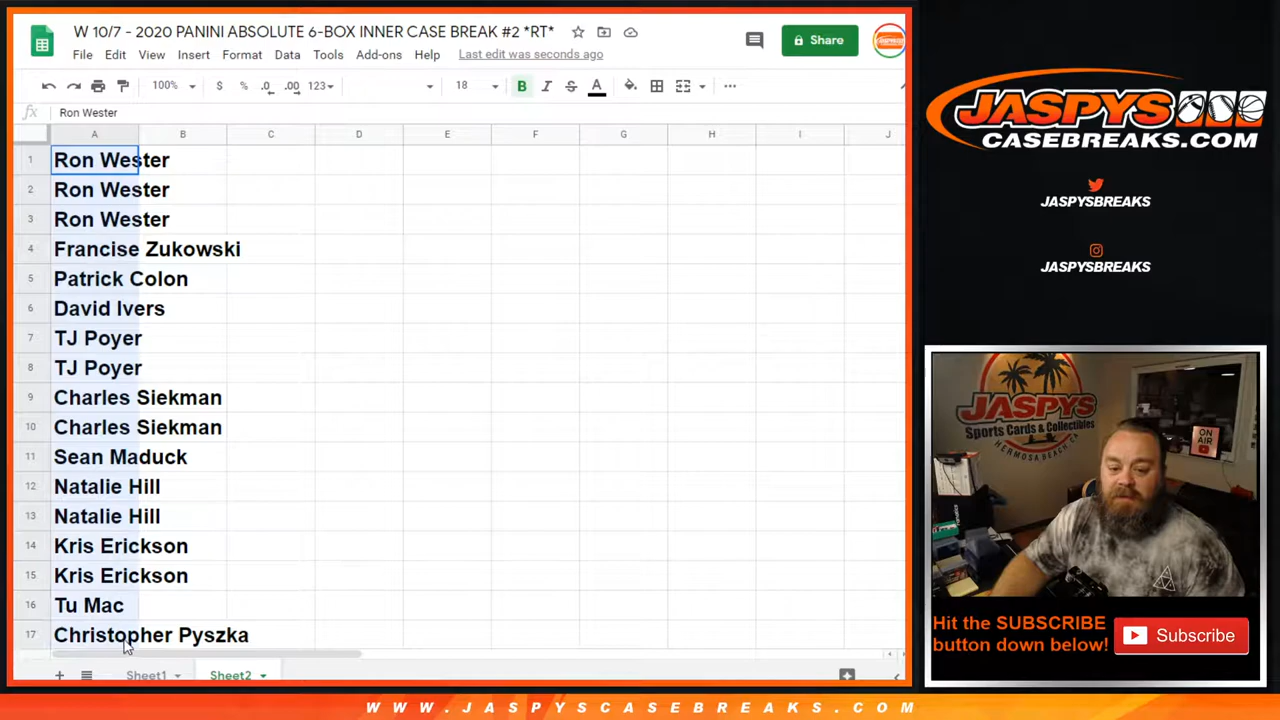 W 10/7 - 2020 PANINI ABSOLUTE 6-BOX INNER CASE BREAK #2 *RT*
File Edit View Insert Format Data Tools Add-ons Help Last edit was seconds ago
Share
100% $ % .0 .00 123 18 B I S A
fx Ron Wester
A B C D E F G H I J
1 Ron Wester
2 Ron Wester
3 Ron Wester
4 Francise Zukowski
5 Patrick Colon
6 David Ivers
7 TJ Poyer
8 TJ Poyer
9 Charles Siekman
10 Charles Siekman
11 Sean Maduck
12 Natalie Hill
13 Natalie Hill
14 Kris Erickson
15 Kris Erickson
16 Tu Mac
17 Christopher Pyszka
Sheet1 Sheet2
JASPYS
CASEBREAKS.COM
JASPYSBREAKS
JASPYSBREAKS
JASPYS
Sports Cards & Collectibles
HERMOSA BEACH, CA
ON
AIR
Hit the SUBSCRIBE
button down below!
Subscribe
WWW.JASPYSCASEBREAKS.COM